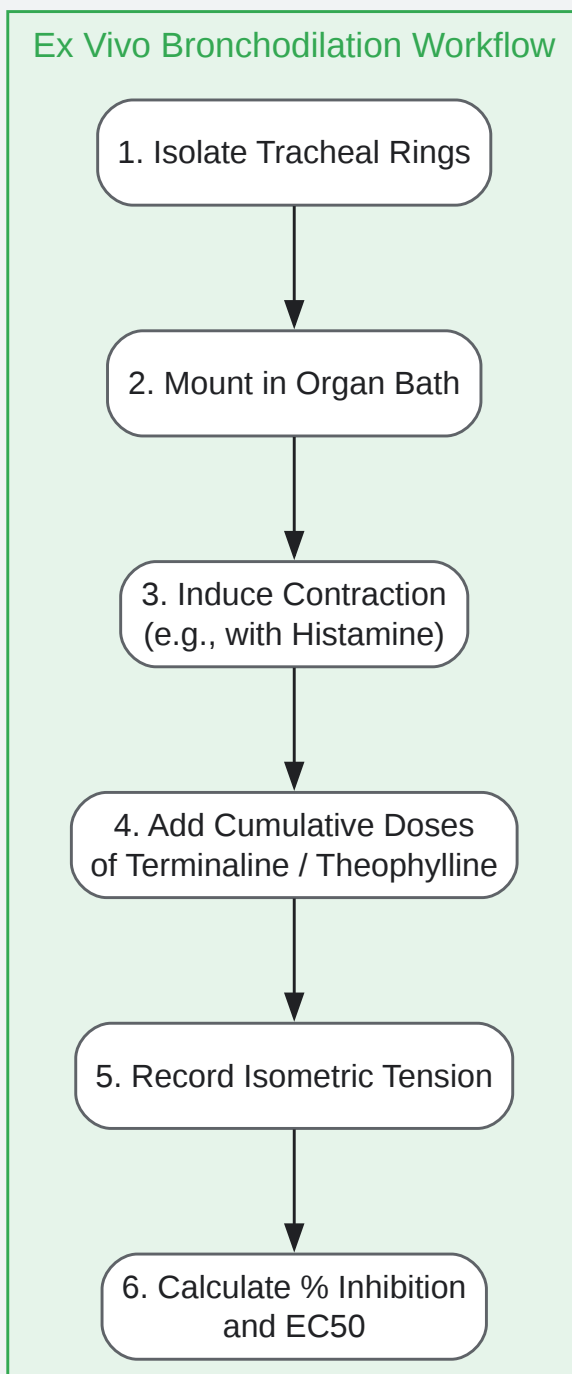 Ex Vivo Bronchodilation Workflow
1. Isolate Tracheal Rings
2. Mount in Organ Bath
3. Induce Contraction
(e.g., with Histamine)
4. Add Cumulative Doses
of Terminaline / Theophylline
5. Record Isometric Tension
6. Calculate % Inhibition
and EC50